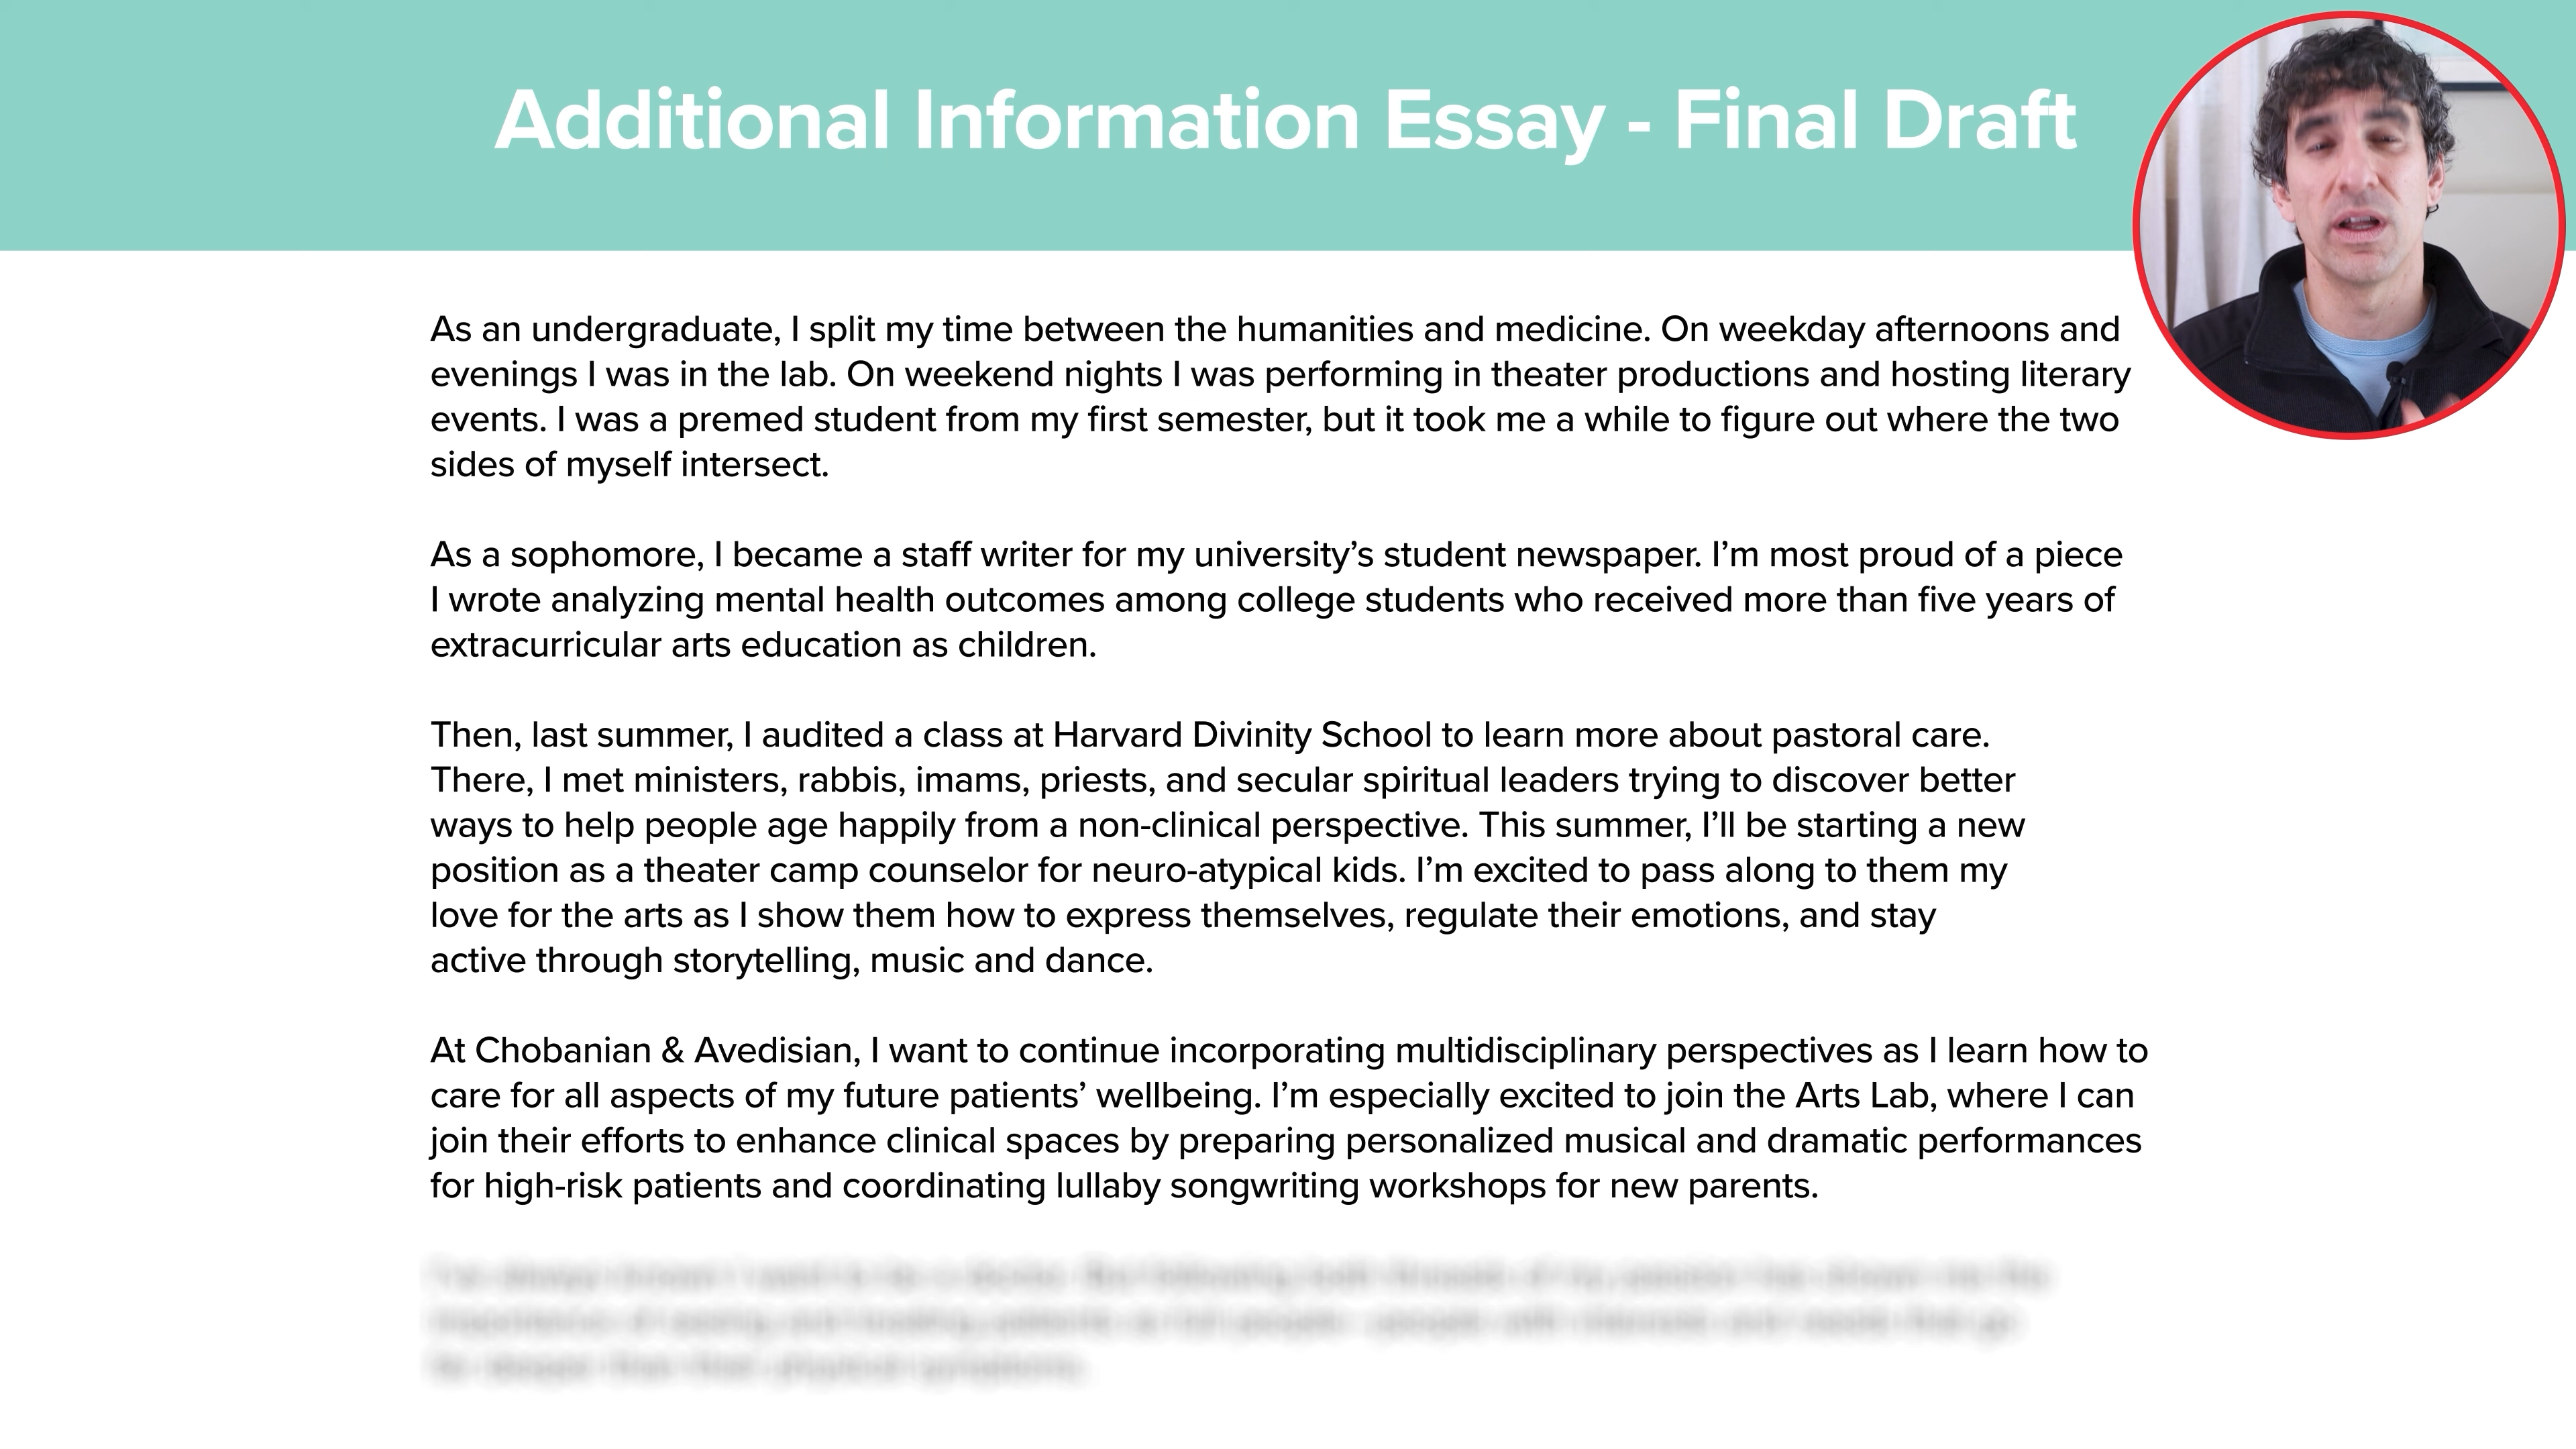 Additional Information Essay - Final Draft
As an undergraduate, I split my time between the humanities and medicine. On weekday afternoons and
evenings I was in the lab. On weekend nights I was performing in theater productions and hosting literary
events. I was a premed student from my first semester, but it took me a while to figure out where the two
sides of myself intersect.
As a sophomore, I became a staff writer for my university’s student newspaper. I’m most proud of a piece
I wrote analyzing mental health outcomes among college students who received more than five years of
extracurricular arts education as children.
Then, last summer, I audited a class at Harvard Divinity School to learn more about pastoral care.
There, I met ministers, rabbis, imams, priests, and secular spiritual leaders trying to discover better
ways to help people age happily from a non-clinical perspective. This summer, I’ll be starting a new
position as a theater camp counselor for neuro-atypical kids. I’m excited to pass along to them my
love for the arts as I show them how to express themselves, regulate their emotions, and stay
active through storytelling, music and dance.
At Chobanian & Avedisian, I want to continue incorporating multidisciplinary perspectives as I learn how to
care for all aspects of my future patients’ wellbeing. I’m especially excited to join the Arts Lab, where I can
join their efforts to enhance clinical spaces by preparing personalized musical and dramatic performances
for high-risk patients and coordinating lullaby songwriting workshops for new parents.